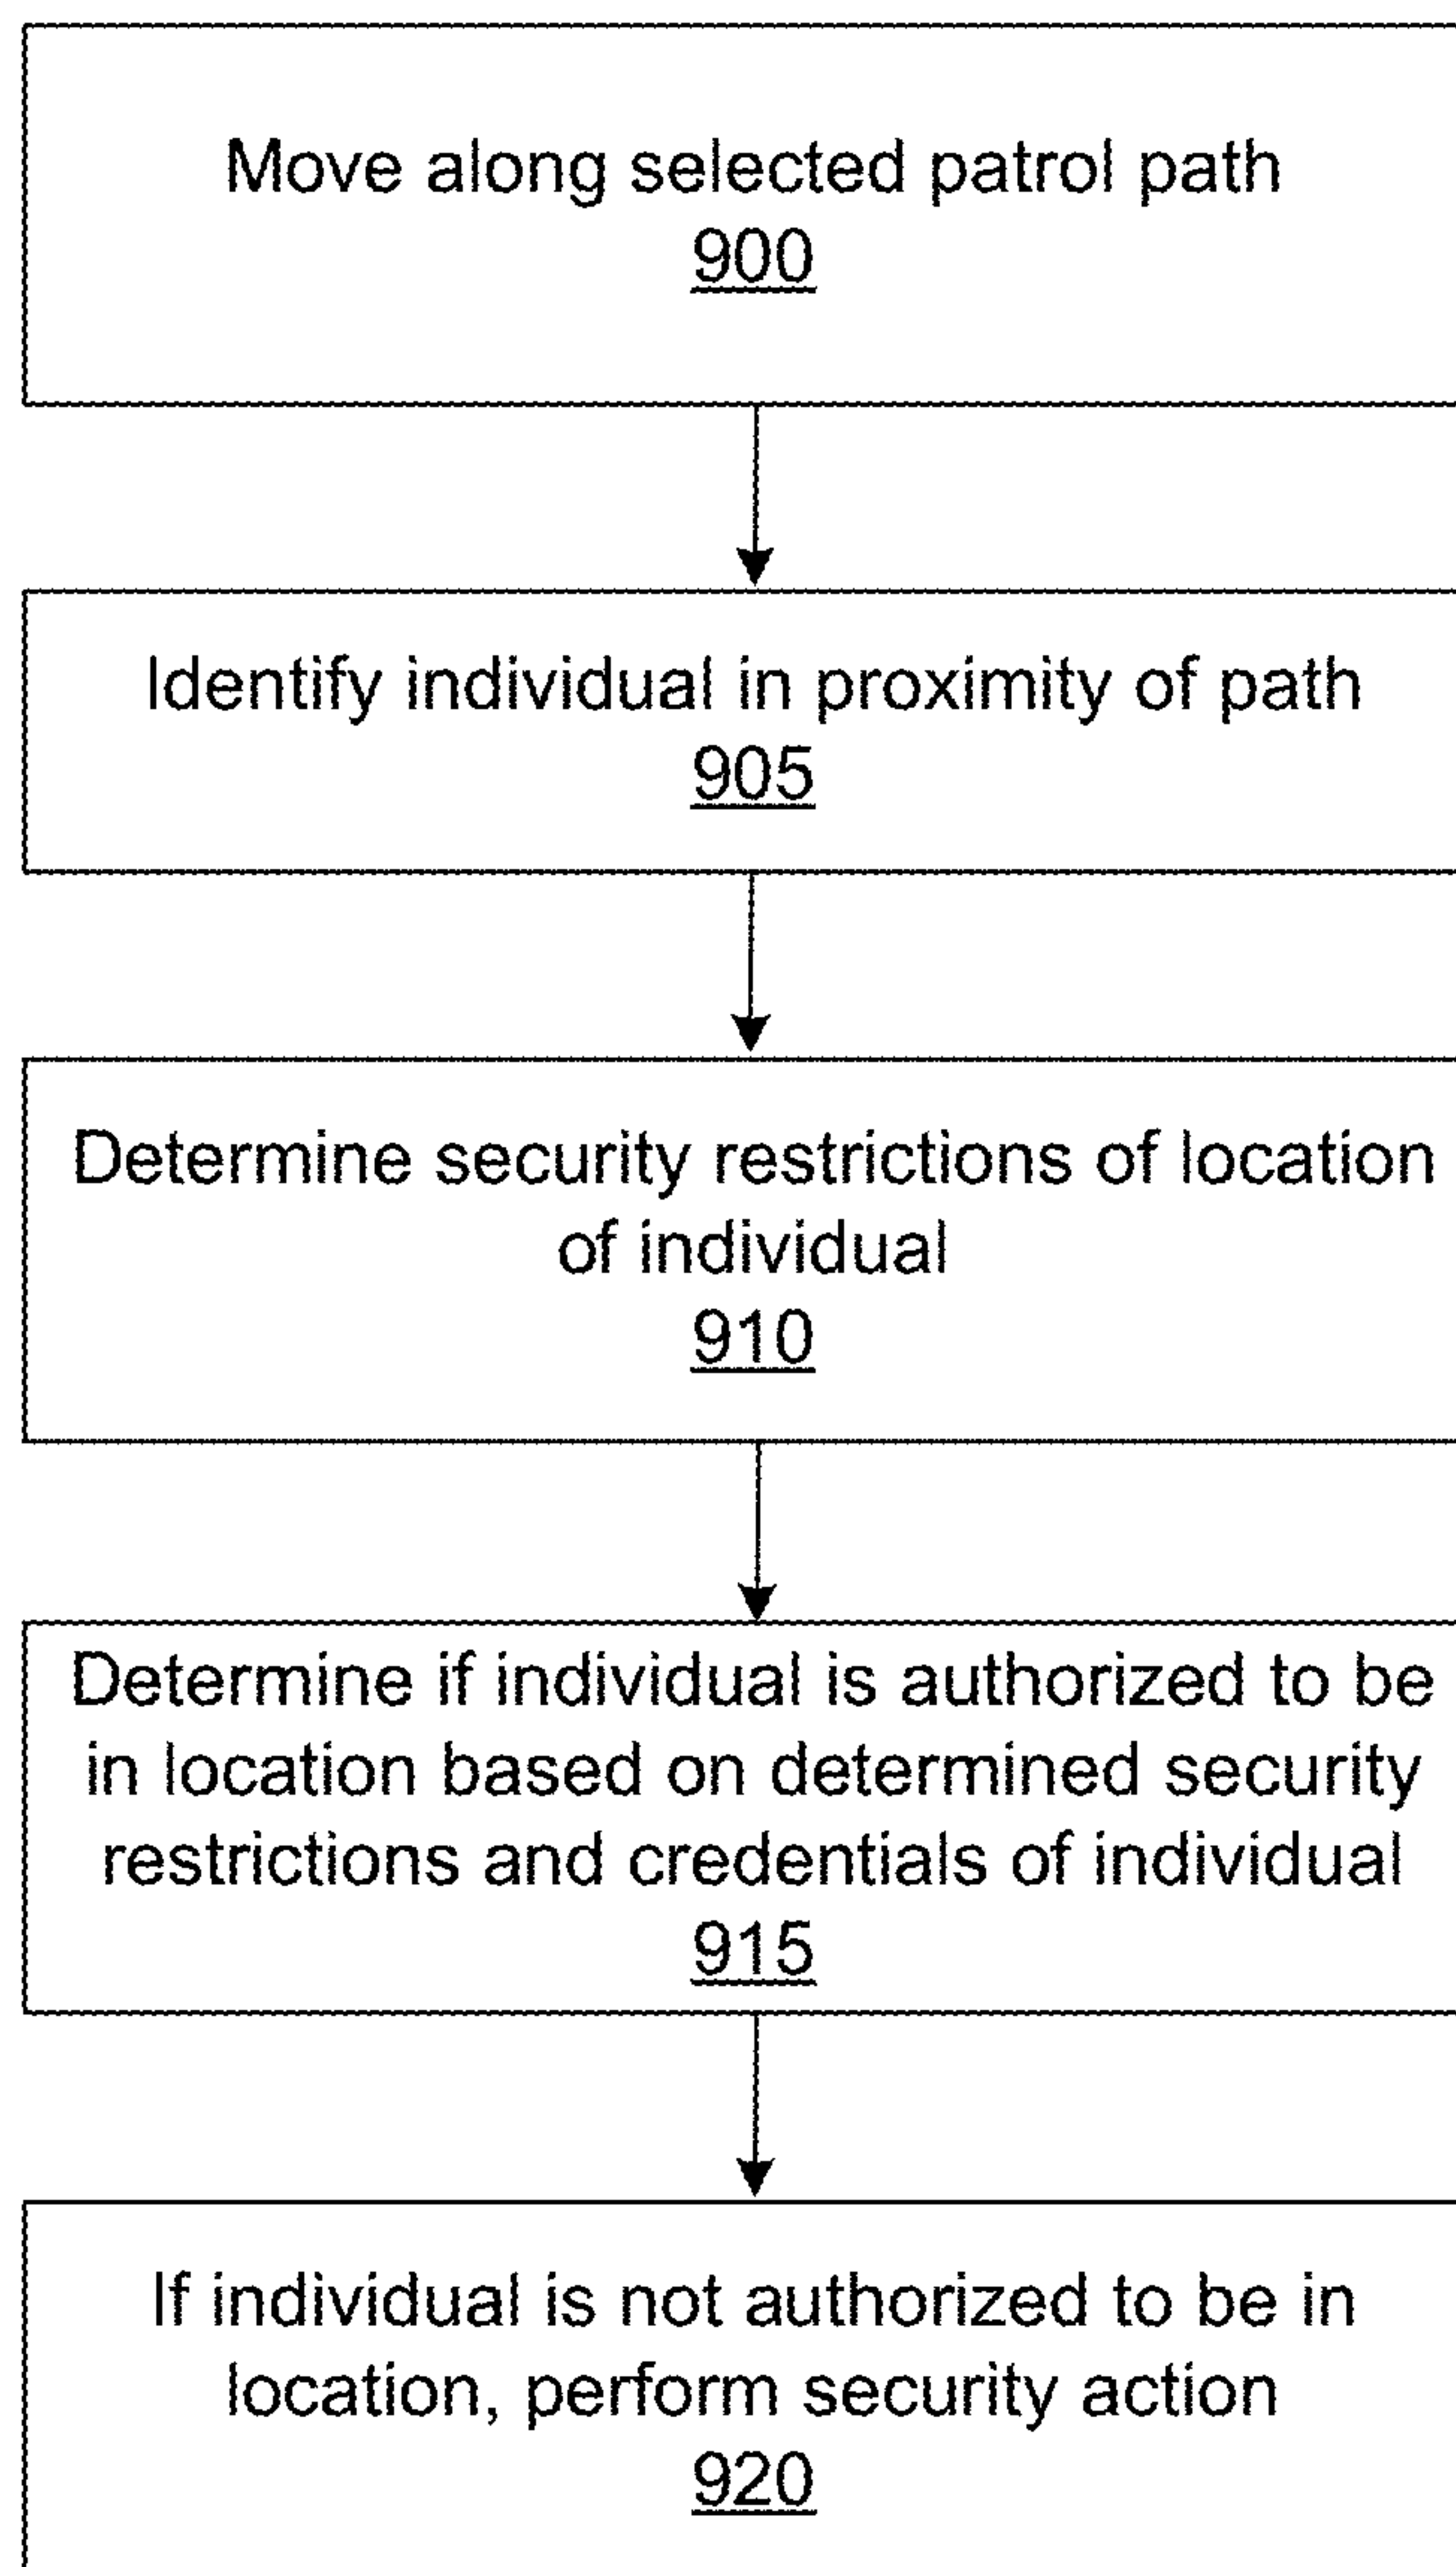 Move along selected patrol path
900
Identify individual in proximity of path
905
Determine security restrictions of location
of individual
910
Determine if individual is authorized to be
in location based on determined security
restrictions and credentials of individual
915
If individual is not authorized to be in
location, perform security action
920